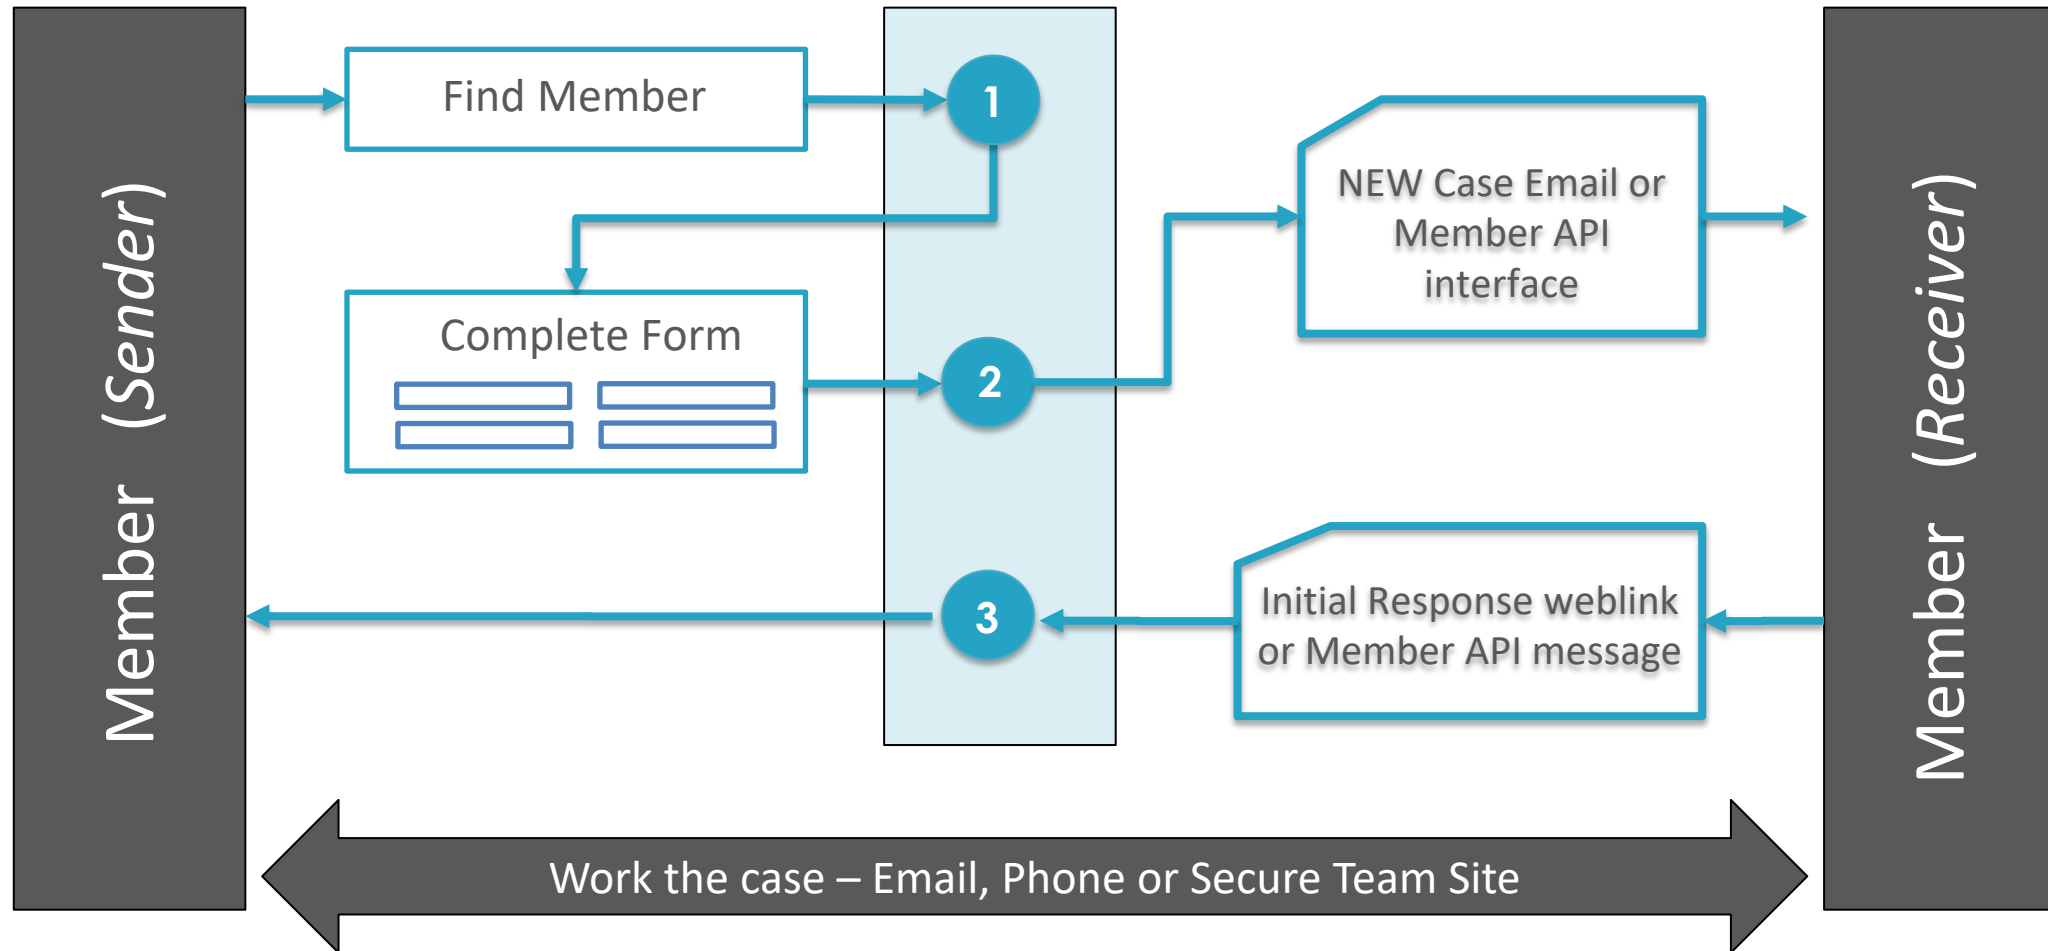 Member (Sender)
Find Member
1
NEW Case Email or
Member API
interface
Complete Form
2
Initial Response weblink
or Member API message
3
Member (Receiver)
Work the case – Email, Phone or Secure Team Site